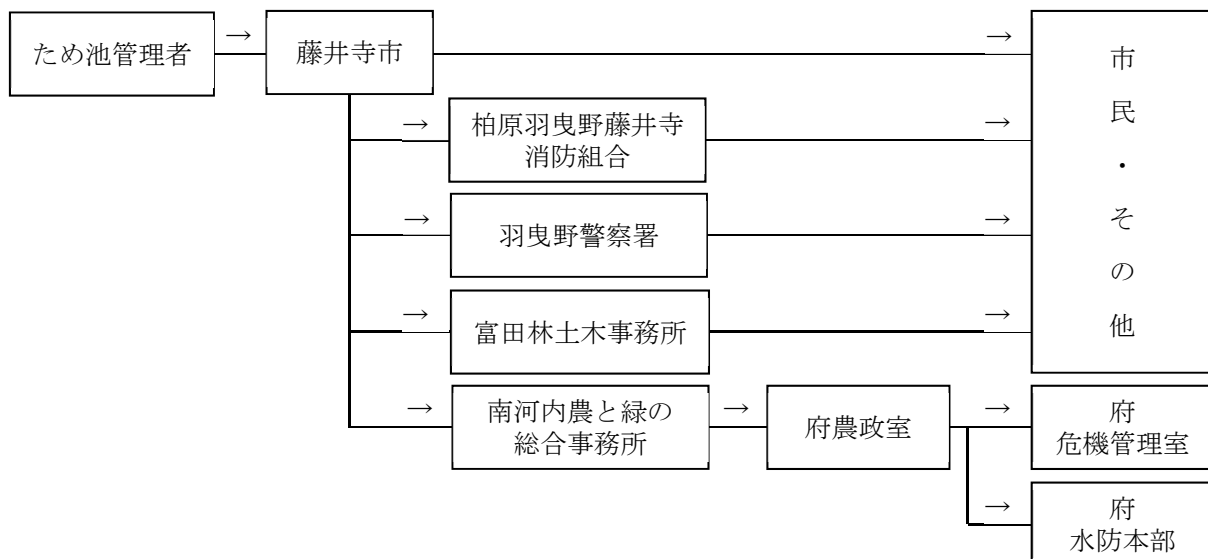 ため池管理者
→
藤井寺市
→
市
民
・
そ
の
他
→
柏原羽曳野藤井寺
消防組合
→
→
羽曳野警察署
→
→
富田林土木事務所
→
→
南河内農と緑の
総合事務所
→
府農政室
→
府
危機管理室
→
府
水防本部